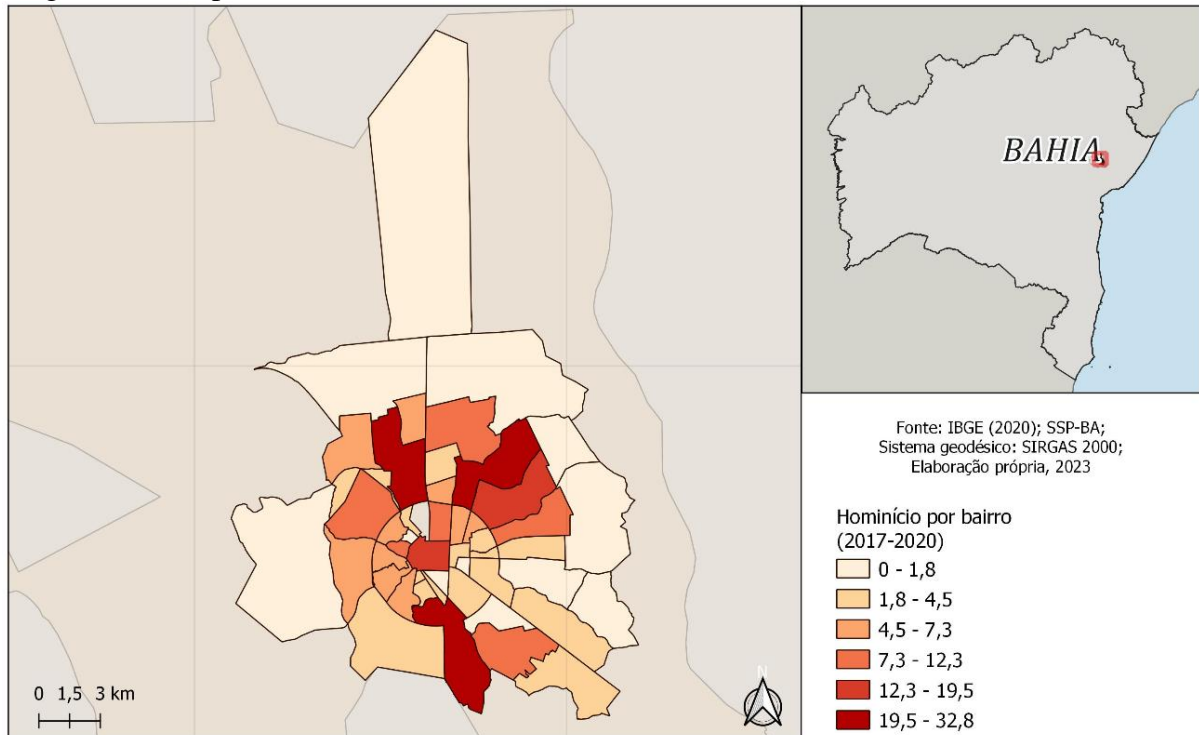 BAHIA
Fonte: IBGE (2020); SSP-BA;
Sistema geodésico: SIRGAS 2000;
Elaboração própria, 2023
Hominício por bairro
(2017-2020)
0 - 1,8
1,8 - 4,5
4,5 - 7,3
7,3 - 12,3
12,3 - 19,5
19,5 - 32,8
0 1,5 3 km
N